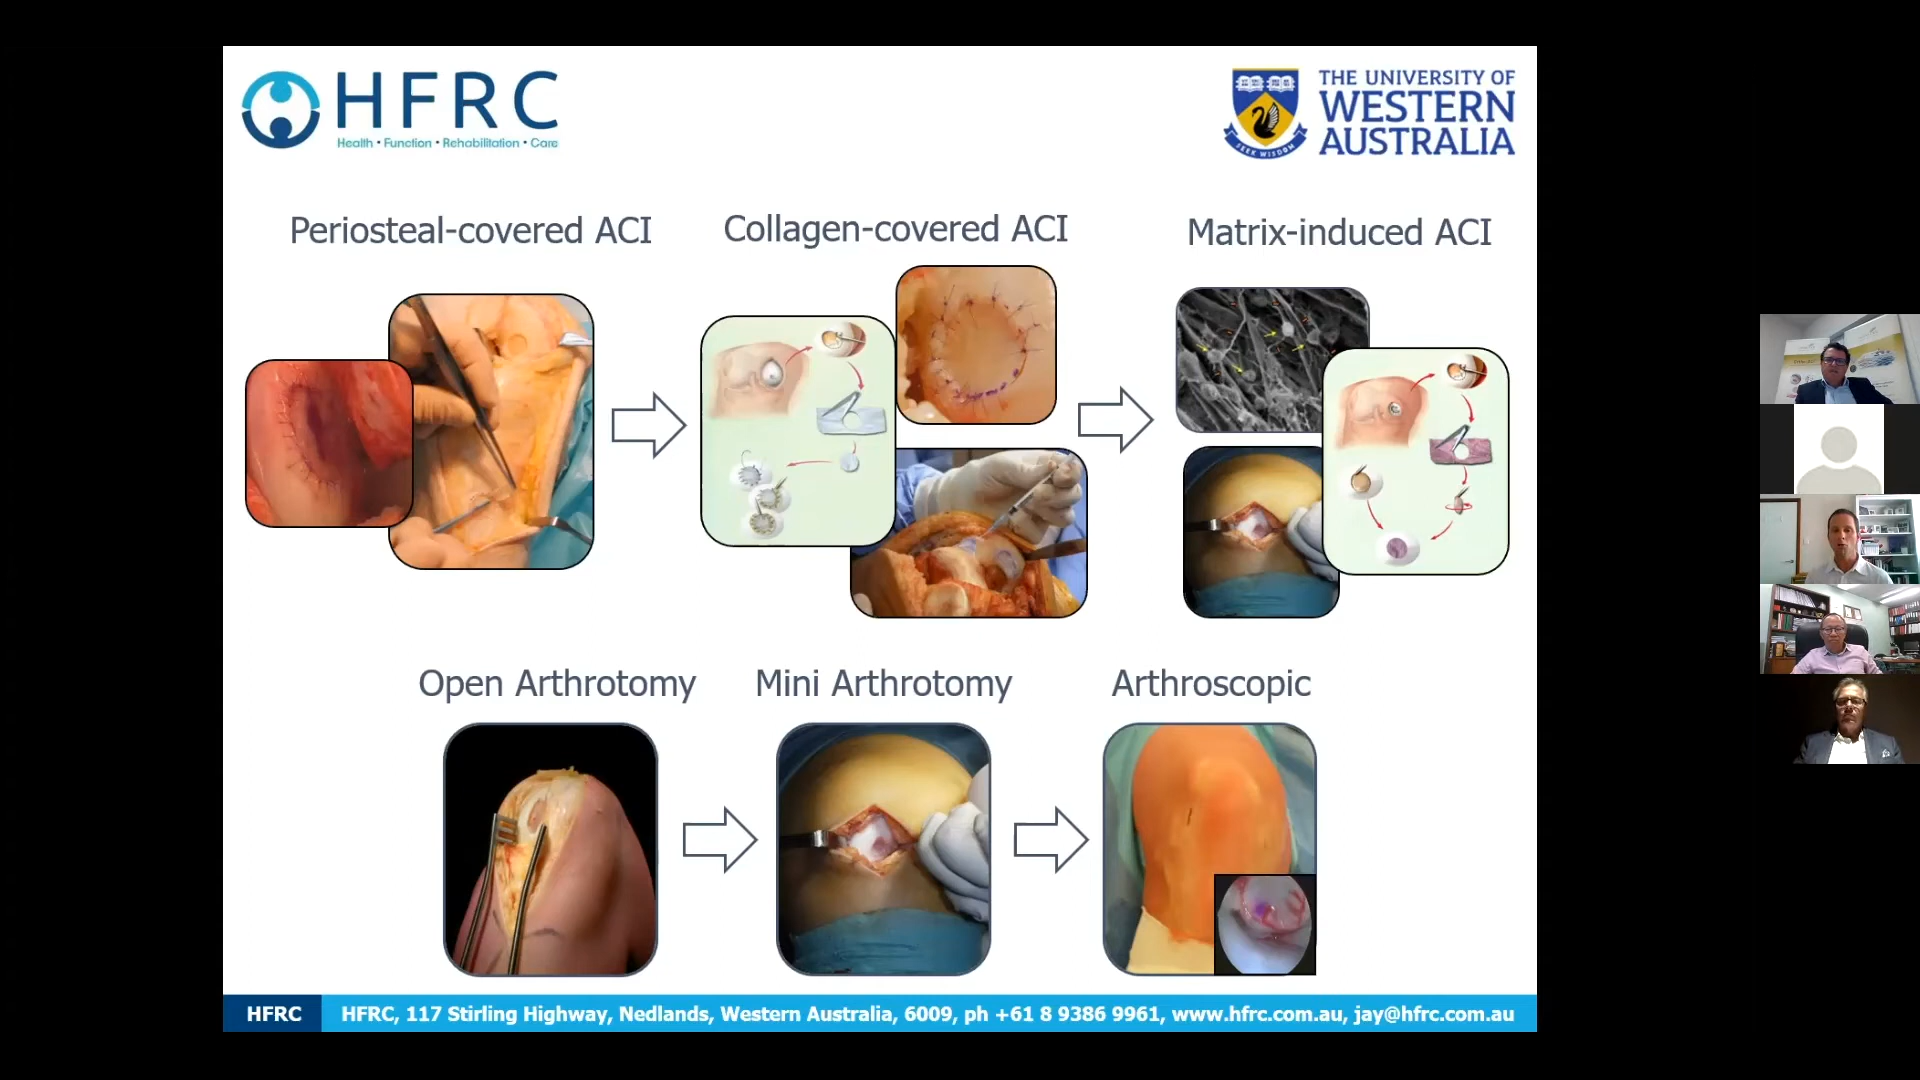 HFRC
Health • Function • Rehabilitation • Care
THE UNIVERSITY OF
WESTERN
AUSTRALIA
SEEK WISDOM
Periosteal-covered ACI
Collagen-covered ACI
Matrix-induced ACI
Open Arthrotomy
Mini Arthrotomy
Arthroscopic
HFRC
HFRC, 117 Stirling Highway, Nedlands, Western Australia, 6009, ph +61 8 9386 9961, www.hfrc.com.au, jay@hfrc.com.au